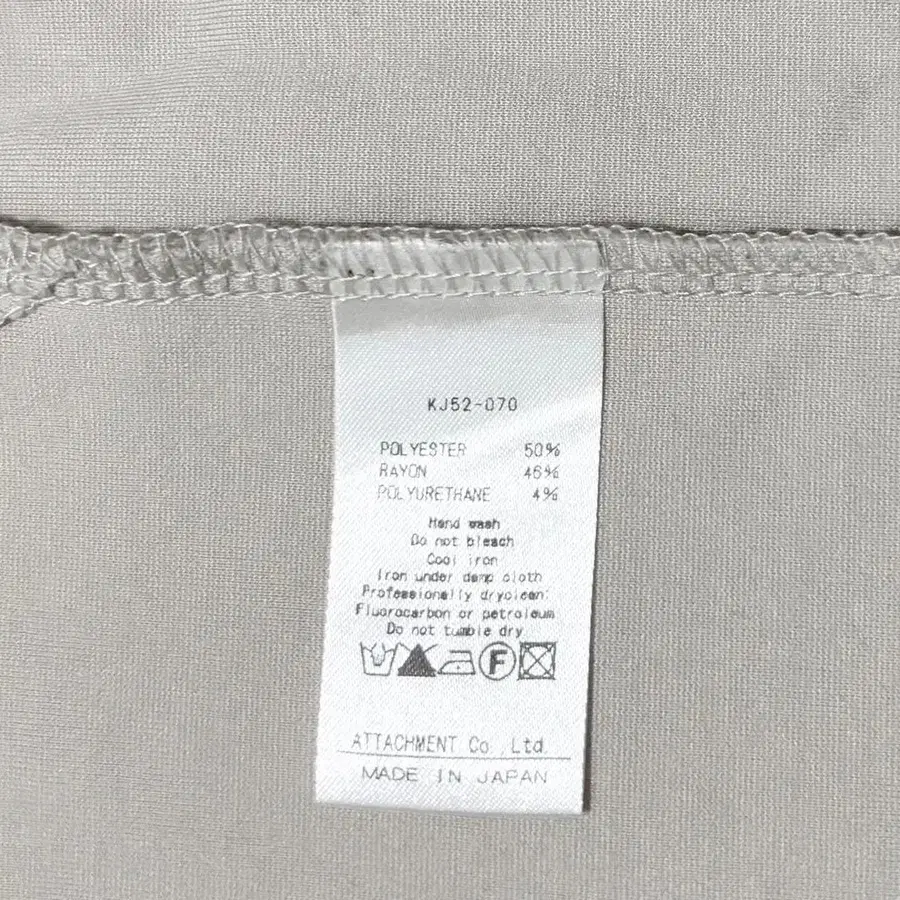 KJ52-070
POLYESTER 50%
RAYON 46%
POLYURETHANE 4%
Hand wash
Do not bleach
Cool iron
Iron under damp cloth
Professionally dryclean:
Fluorocarbon or petroleum
Do not tumble dry
F
ATTACHMENT Co.,Ltd.
MADE IN JAPAN